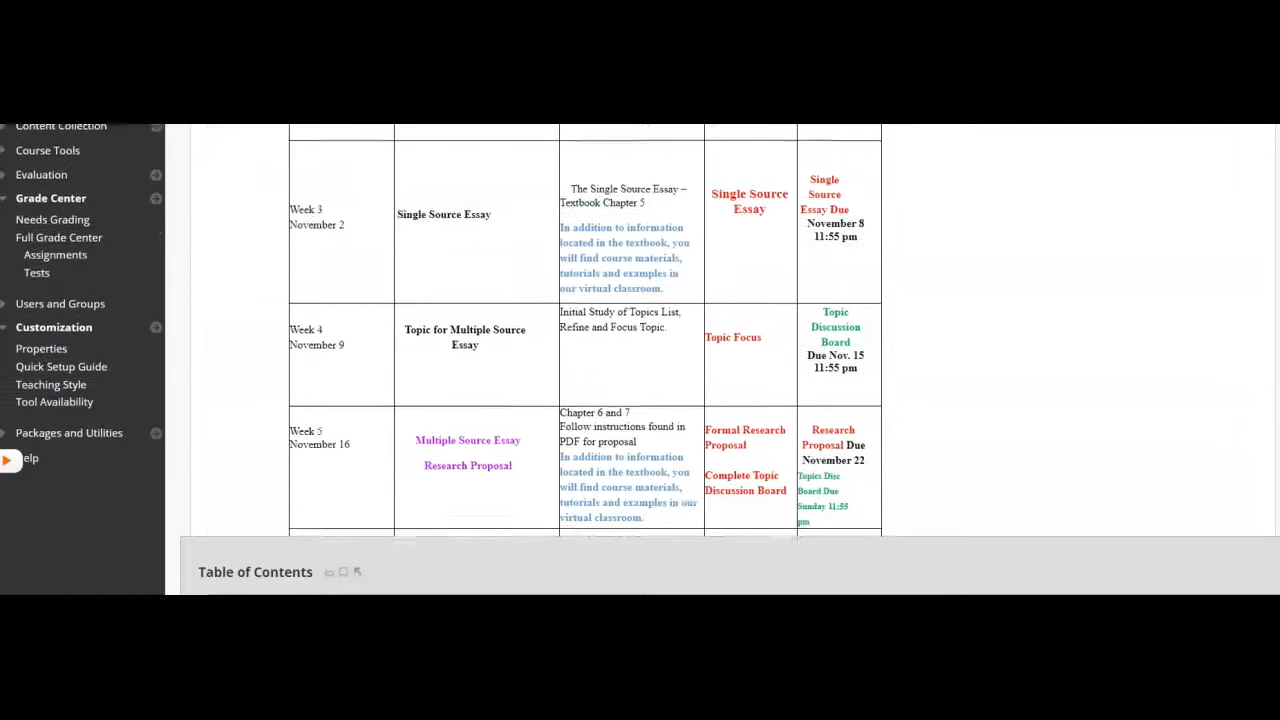 Content Collection
Course Tools
Evaluation
Grade Center
Needs Grading
Full Grade Center
Assignments
Tests
Users and Groups
Customization
Properties
Quick Setup Guide
Teaching Style
Tool Availability
Packages and Utilities
elp
Week 3
November 2
Single Source Essay
The Single Source Essay –
Textbook Chapter 5
In addition to information
located in the textbook, you
will find course materials,
tutorials and examples in
our virtual classroom.
Single Source
Essay
Single
Source
Essay Due
November 8
11:55 pm
Week 4
November 9
Topic for Multiple Source
Essay
Initial Study of Topics List,
Refine and Focus Topic.
Topic Focus
Topic
Discussion
Board
Due Nov. 15
11:55 pm
Week 5
November 16
Multiple Source Essay
Research Proposal
Chapter 6 and 7
Follow instructions found in
PDF for proposal
In addition to information
located in the textbook, you
will find course materials,
tutorials and examples in our
virtual classroom.
Formal Research
Proposal
Complete Topic
Discussion Board
Research
Proposal Due
November 22
Topics Disc
Board Due
Sunday 11:55
pm
Table of Contents